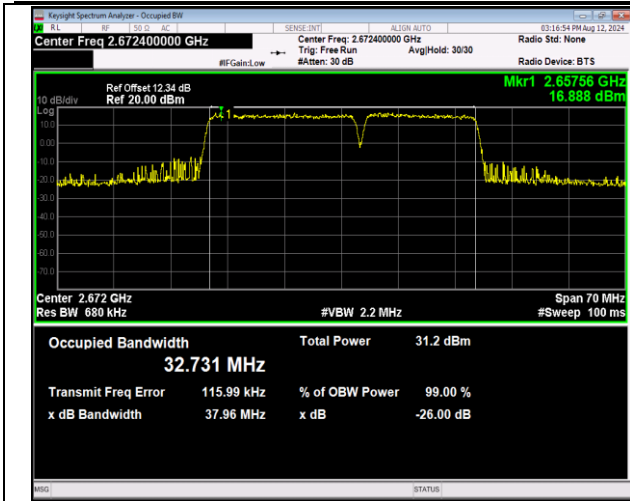 Keysight Spectrum Analyzer - Occupied BW
RL RF 50 Ω AC SENSE:INT ALIGN AUTO 03:16:54 PM Aug 12, 2024
Center Freq 2.672400000 GHz Center Freq: 2.672400000 GHz Radio Std: None
Trig: Free Run Avg|Hold: 30/30
#IFGain:Low #Atten: 30 dB Radio Device: BTS
Mkr1 2.65756 GHz
16.888 dBm
Ref Offset 12.34 dB
10 dB/div Ref 20.00 dBm
Log
10.0
0.00
-10.0
-20.0
-30.0
-40.0
-50.0
-60.0
-70.0
1
Center 2.672 GHz Span 70 MHz
Res BW 680 kHz #VBW 2.2 MHz #Sweep 100 ms
Occupied Bandwidth Total Power 31.2 dBm
32.731 MHz
Transmit Freq Error 115.99 kHz % of OBW Power 99.00 %
x dB Bandwidth 37.96 MHz x dB -26.00 dB
MSG STATUS